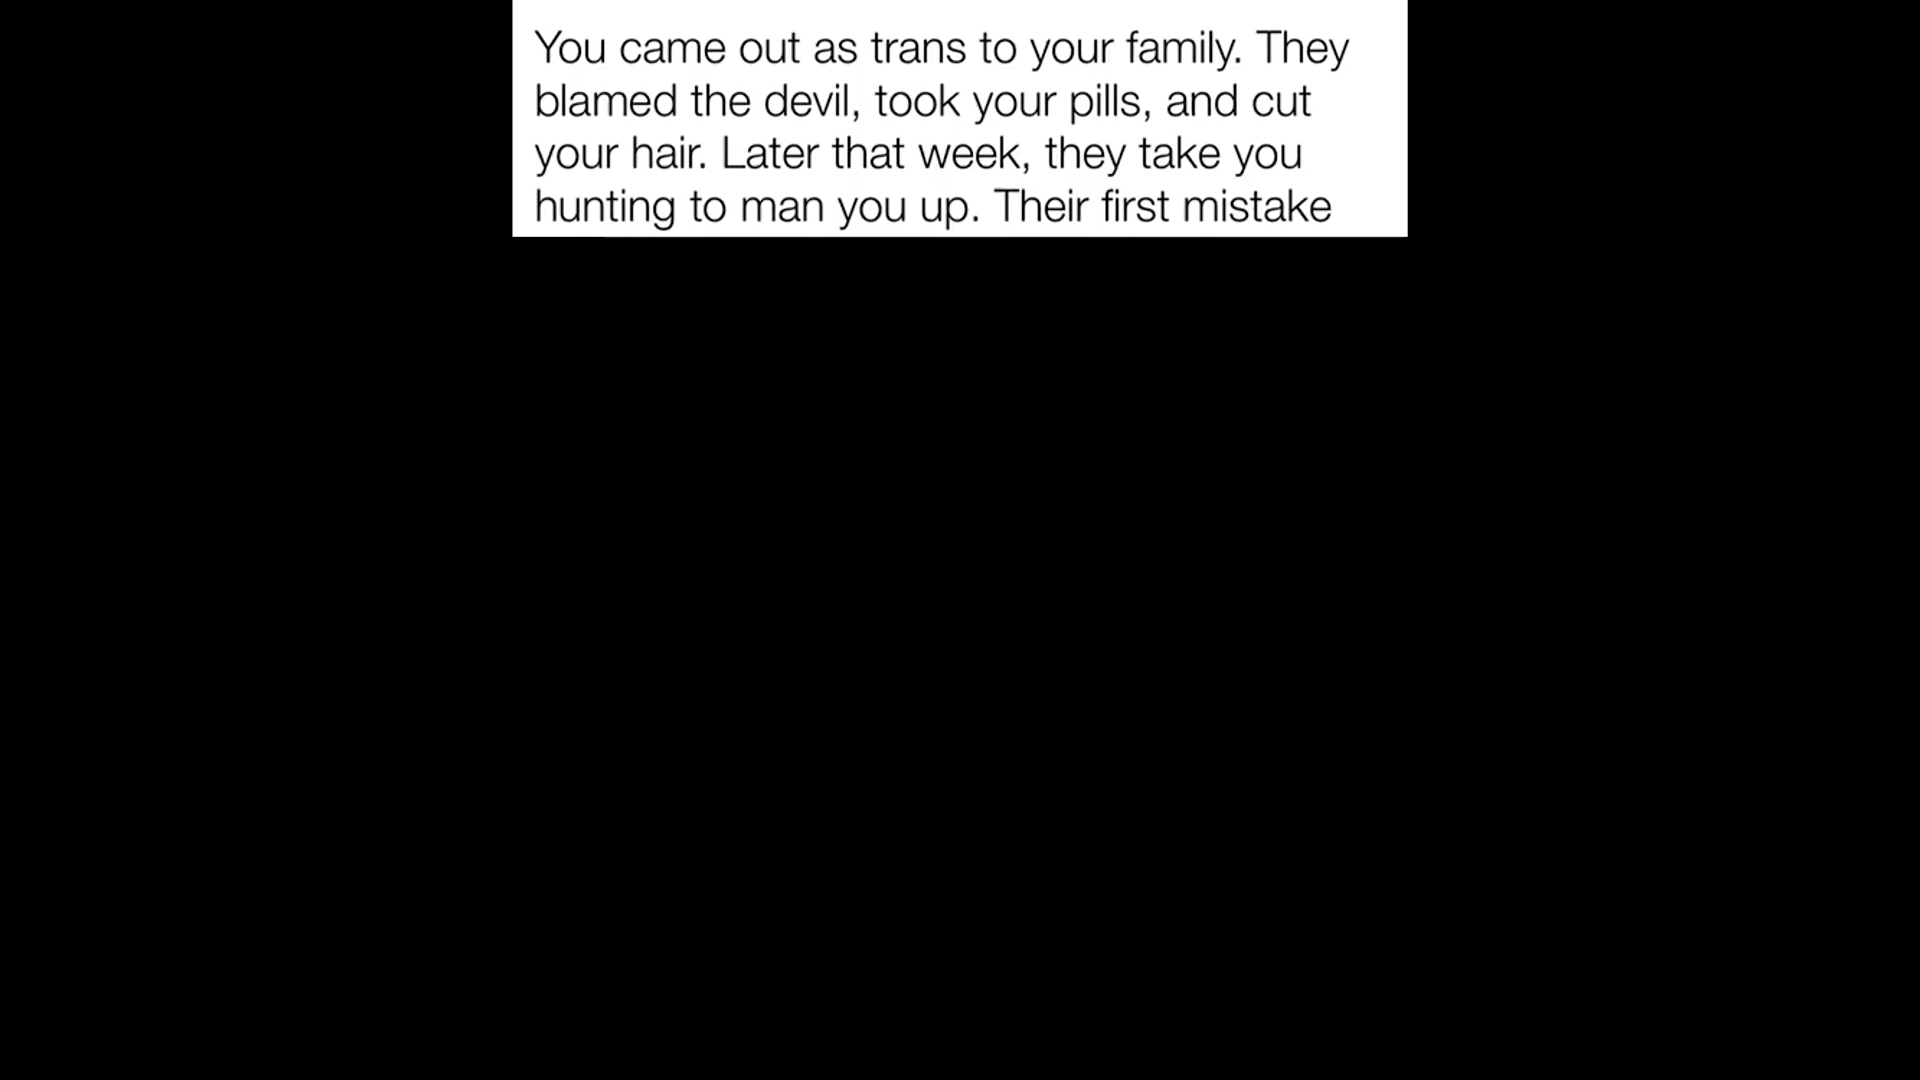 You came out as trans to your family. They
blamed the devil, took your pills, and cut
your hair. Later that week, they take you
hunting to man you up. Their first mistake